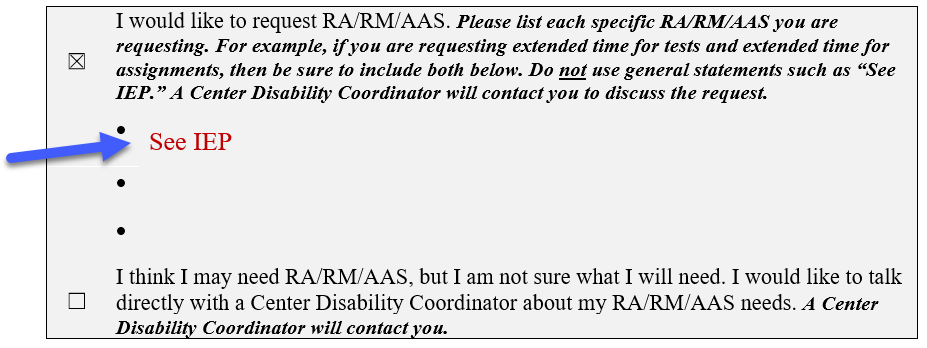 I would like to request RA/RM/AAS. Please list each specific RA/RM/AAS you are
☒ requesting. For example, if you are requesting extended time for tests and extended time for
assignments, then be sure to include both below. Do not use general statements such as “See
IEP.” A Center Disability Coordinator will contact you to discuss the request.
• See IEP
•
•
I think I may need RA/RM/AAS, but I am not sure what I will need. I would like to talk
☐ directly with a Center Disability Coordinator about my RA/RM/AAS needs. A Center
Disability Coordinator will contact you.